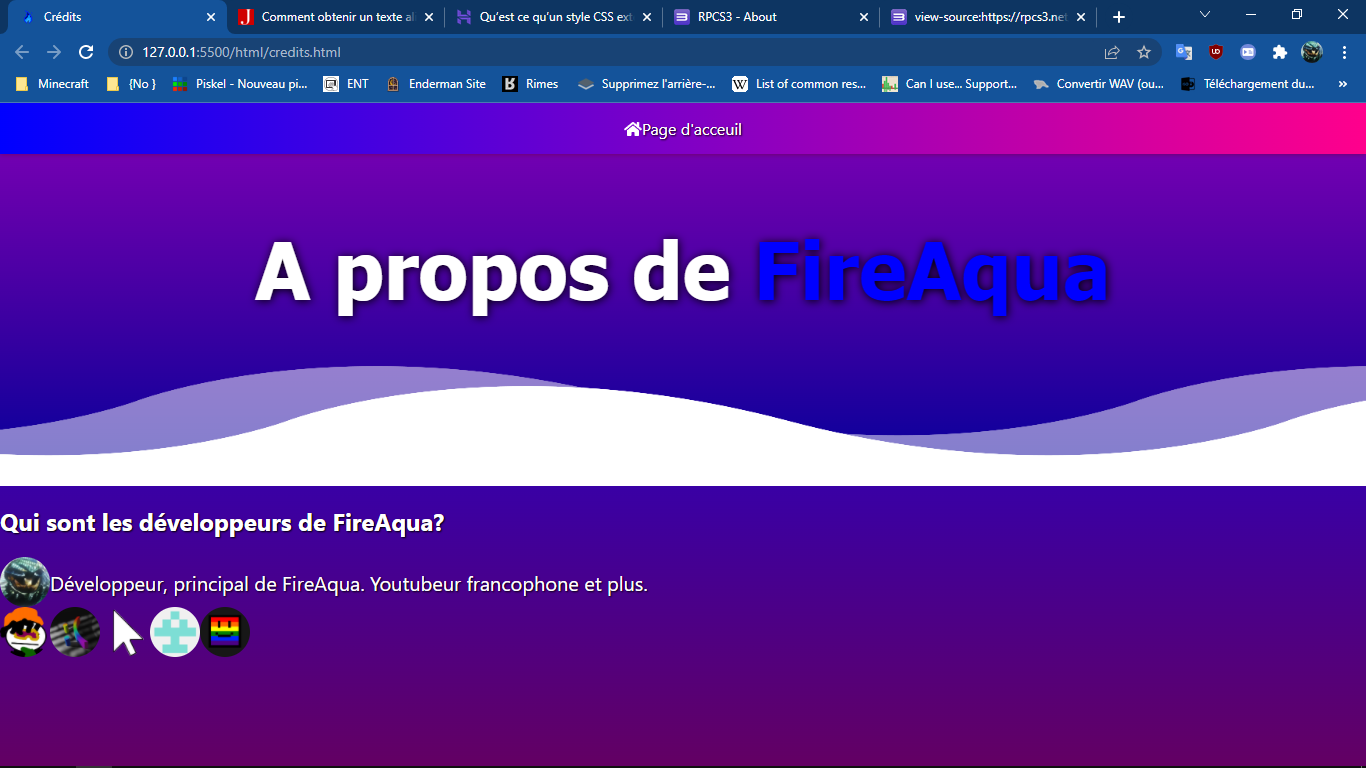 Crédits
Comment obtenir un texte al
Qu'est ce qu'un style CSS ext
RPCS3 - About
view-source:https://rpcs3.net
127.0.0.1:5500/html/credits.html
Minecraft
{No }
Piskel - Nouveau pi...
ENT
Enderman Site
Rimes
Supprimez l'arrière-...
List of common res...
Can I use... Support...
Convertir WAV (ou...
Téléchargement du...
»
Page d'acceuil
A propos de FireAqua
Qui sont les développeurs de FireAqua?
Développeur, principal de FireAqua. Youtubeur francophone et plus.